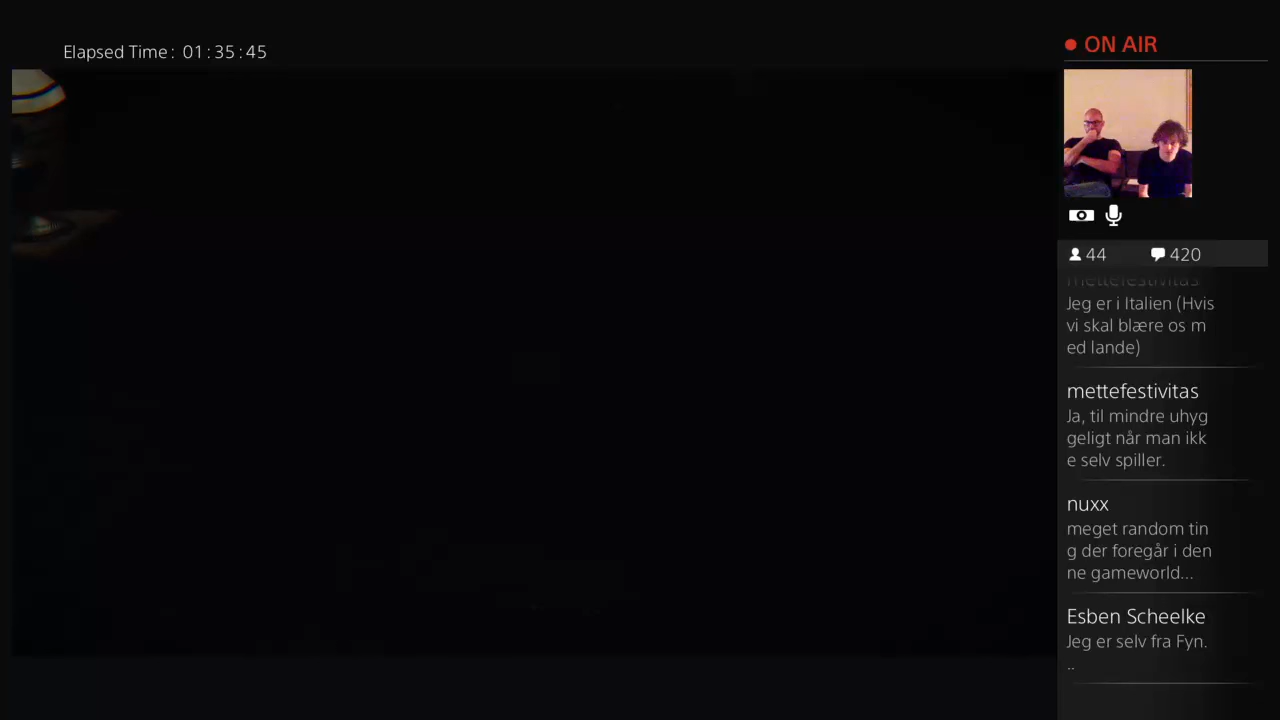 Elapsed Time: 01:35:45
ON AIR
44 420
mettefestivitas
Jeg er i Italien (Hvis
vi skal blære os m
ed lande)
mettefestivitas
Ja, til mindre uhyg
geligt når man ikk
e selv spiller.
nuxx
meget random tin
g der foregår i den
ne gameworld...
Esben Scheelke
Jeg er selv fra Fyn.
..